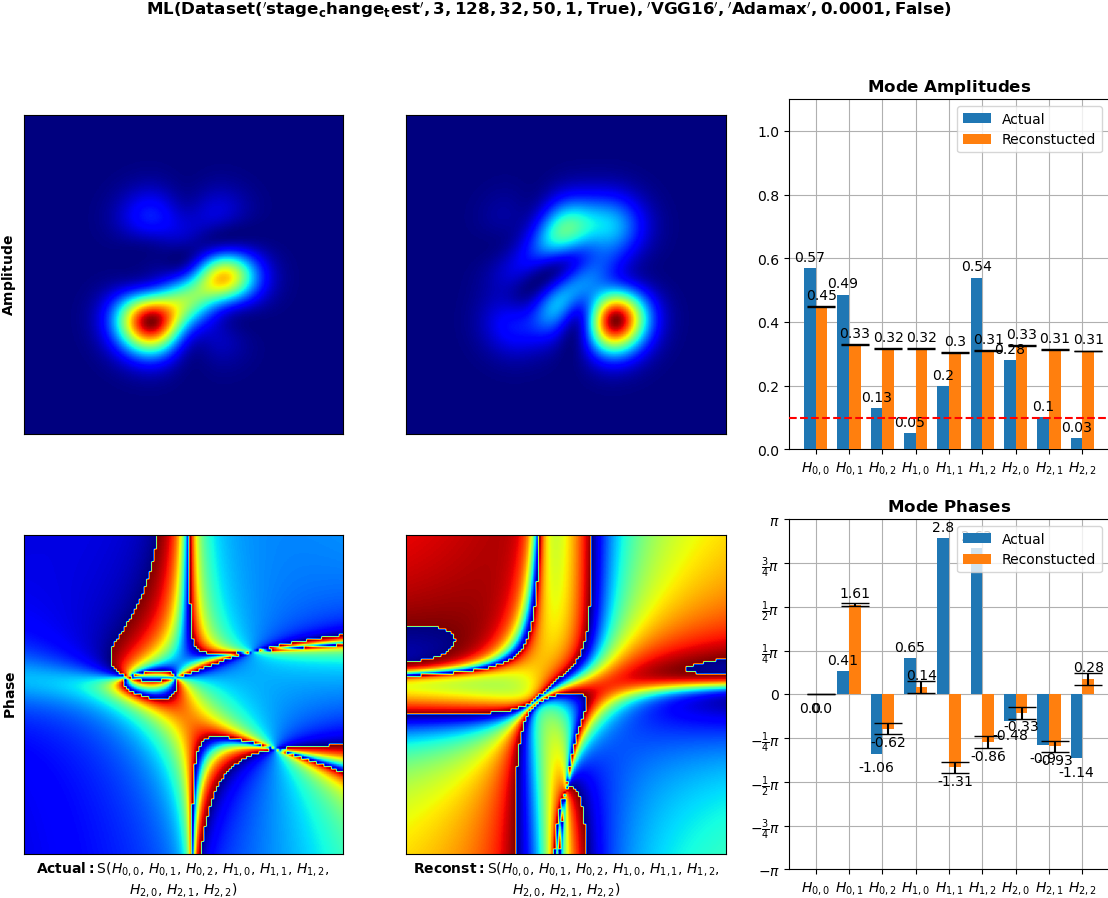 ML(Dataset('stage_change_test', 3, 128, 32, 50, 1, True), 'VGG16', 'Adamax', 0.0001, False)
Amplitude
Mode Amplitudes
Actual
Reconstucted
1.0
0.8
0.6
0.4
0.2
0.0
0.57
0.45
0.49
0.33
0.13
0.32
0.05
0.32
0.2
0.3
0.54
0.31
0.28
0.33
0.1
0.31
0.03
0.31
H0,0 H0,1 H0,2 H1,0 H1,1 H1,2 H2,0 H2,1 H2,2
Phase
Mode Phases
Actual
Reconstucted
π
3/4π
1/2π
1/4π
0
−1/4π
−1/2π
−3/4π
−π
0.0
0.0
0.41
1.61
-1.06
-0.62
0.65
0.14
2.8
-1.31
-0.86
-0.48
-0.33
-0.93
-1.14
0.28
H0,0 H0,1 H0,2 H1,0 H1,1 H1,2 H2,0 H2,1 H2,2
Actual: S(H0,0, H0,1, H0,2, H1,0, H1,1, H1,2,
H2,0, H2,1, H2,2)
Reconst: S(H0,0, H0,1, H0,2, H1,0, H1,1, H1,2,
H2,0, H2,1, H2,2)